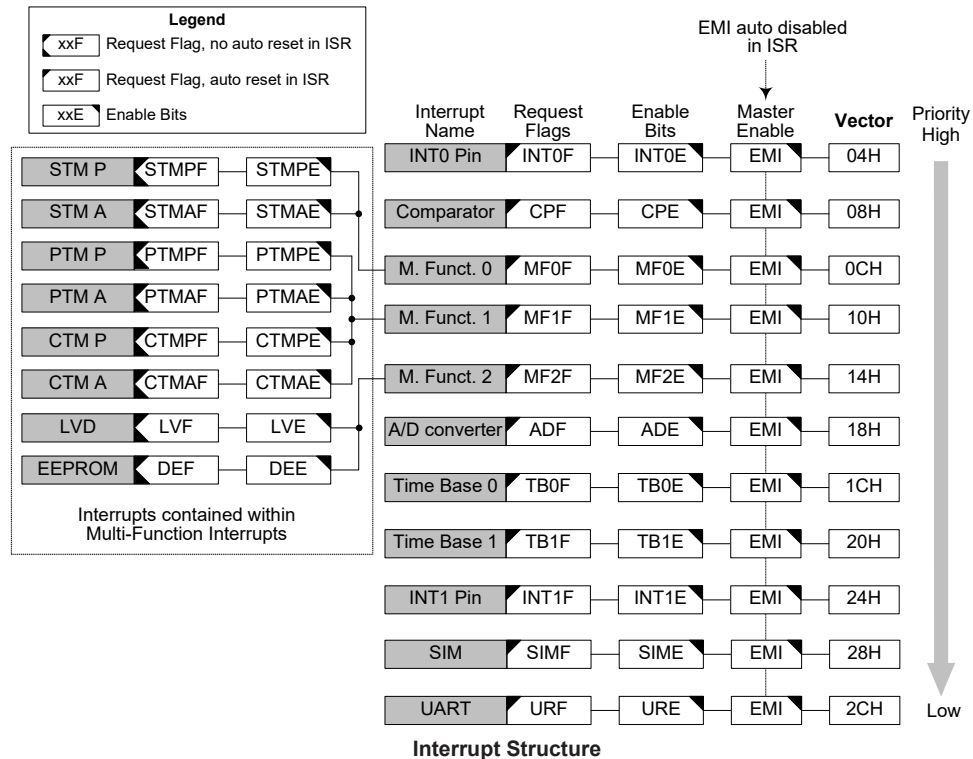 Legend
xxF Request Flag, no auto reset in ISR
xxF Request Flag, auto reset in ISR
xxE Enable Bits
EMI auto disabled
in ISR
Interrupt Name Request Flags Enable Bits Master Enable Vector Priority
High
STM P STMPF STMPE
STM A STMAF STMAE
PTM P PTMPF PTMPE
PTM A PTMAF PTMAE
CTM P CTMPF CTMPE
CTM A CTMAF CTMAE
LVD LVF LVE
EEPROM DEF DEE
Interrupts contained within
Multi-Function Interrupts
INT0 Pin INT0F INT0E EMI 04H
Comparator CPF CPE EMI 08H
M. Funct. 0 MF0F MF0E EMI 0CH
M. Funct. 1 MF1F MF1E EMI 10H
M. Funct. 2 MF2F MF2E EMI 14H
A/D converter ADF ADE EMI 18H
Time Base 0 TB0F TB0E EMI 1CH
Time Base 1 TB1F TB1E EMI 20H
INT1 Pin INT1F INT1E EMI 24H
SIM SIMF SIME EMI 28H
UART URF URE EMI 2CH Low
Interrupt Structure